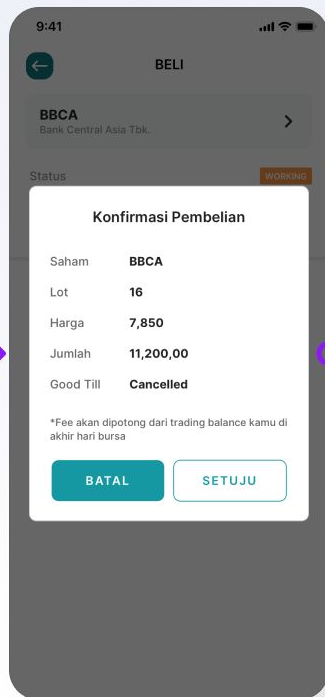 9:41
BELI
BBCA
Bank Central Asia Tbk.
Status WORKING
Konfirmasi Pembelian
Saham BBCA
Lot 16
Harga 7,850
Jumlah 11,200,00
Good Till Cancelled
*Fee akan dipotong dari trading balance kamu di
akhir hari bursa
BATAL SETUJU